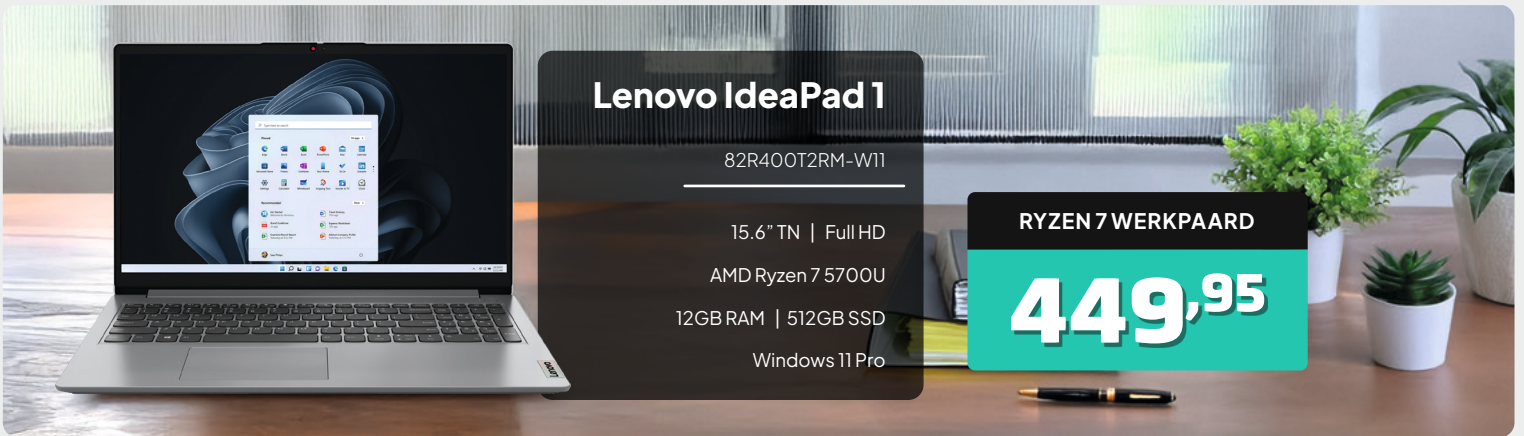 Lenovo IdeaPad 1
82R400T2RM-W11
15.6” TN | Full HD
AMD Ryzen 7 5700U
12GB RAM | 512GB SSD
Windows 11 Pro
Lenovo
RYZEN 7 WERKPAARD
449,95